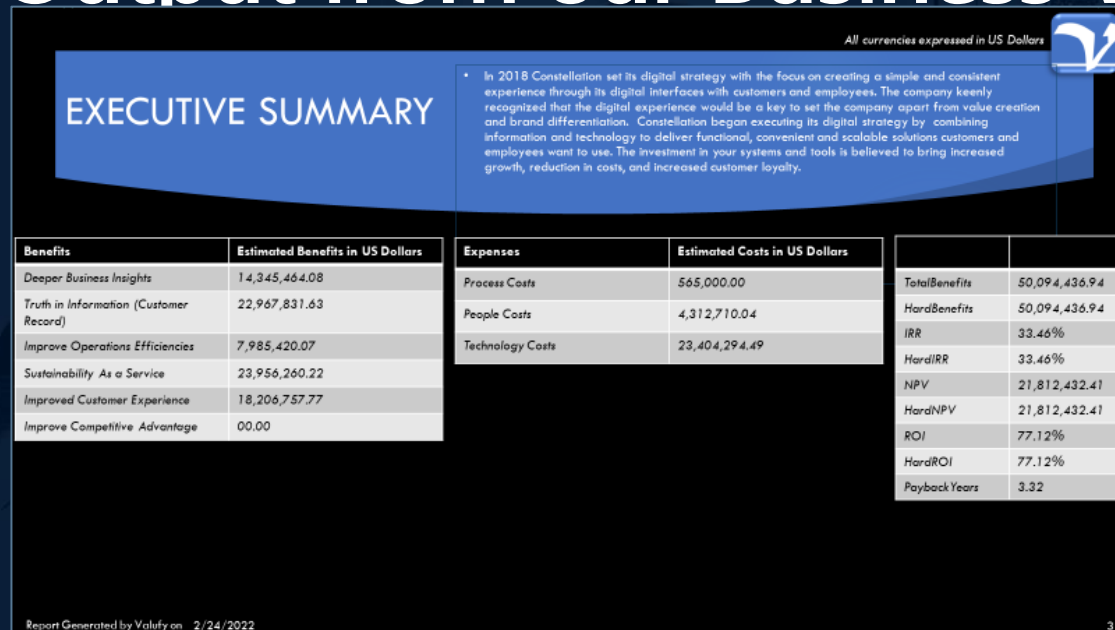 Output from our Business V
All currencies expressed in US Dollars
EXECUTIVE SUMMARY
• In 2018 Constellation set its digital strategy with the focus on creating a simple and consistent
experience through its digital interfaces with customers and employees. The company keenly
recognized that the digital experience would be a key to set the company apart from value creation
and brand differentiation. Constellation began executing its digital strategy by combining
information and technology to deliver functional, convenient and scalable solutions customers and
employees want to use. The investment in your systems and tools is believed to bring increased
growth, reduction in costs, and increased customer loyalty.
Benefits Estimated Benefits in US Dollars
Deeper Business Insights 14,345,464.08
Truth in Information (Customer 22,967,831.63
Record)
Improve Operations Efficiencies 7,985,420.07
Sustainability As a Service 23,956,260.22
Improved Customer Experience 18,206,757.77
Improve Competitive Advantage 00.00
Expenses Estimated Costs in US Dollars
Process Costs 565,000.00
People Costs 4,312,710.04
Technology Costs 23,404,294.49
TotalBenefits 50,094,436.94
HardBenefits 50,094,436.94
IRR 33.46%
HardIRR 33.46%
NPV 21,812,432.41
HardNPV 21,812,432.41
ROI 77.12%
HardROI 77.12%
PaybackYears 3.32
Report Generated by Valufy on 2/24/2022
3